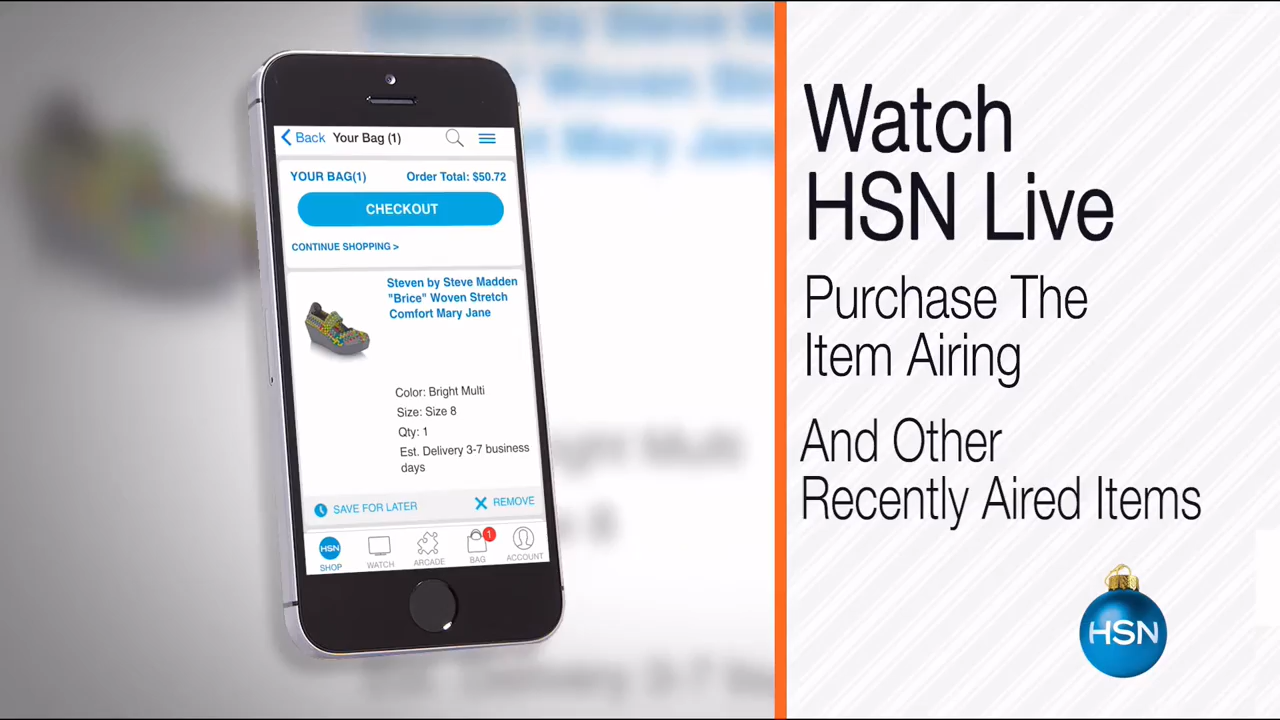 Back Your Bag (1)
YOUR BAG(1) Order Total: $50.72
CHECKOUT
CONTINUE SHOPPING >
Steven by Steve Madden
"Brice" Woven Stretch
Comfort Mary Jane
Color: Bright Multi
Size: Size 8
Qty: 1
Est. Delivery 3-7 business
days
SAVE FOR LATER REMOVE
HSN
1
SHOP WATCH ARCADE BAG ACCOUNT
Watch
HSN Live
Purchase The
Item Airing
And Other
Recently Aired Items
HSN